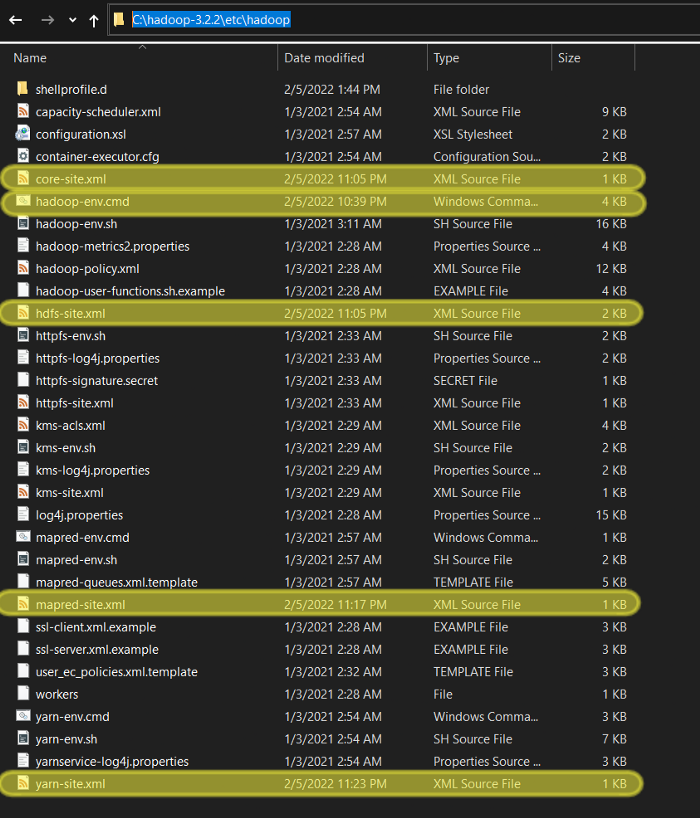 C:\hadoop-3.2.2\etc\hadoop
Name Date modified Type Size
shellprofile.d 2/5/2022 1:44 PM File folder
capacity-scheduler.xml 1/3/2021 2:54 AM XML Source File 9 KB
configuration.xsl 1/3/2021 2:57 AM XSL Stylesheet 2 KB
container-executor.cfg 1/3/2021 2:54 AM Configuration Sou... 2 KB
core-site.xml 2/5/2022 11:05 PM XML Source File 1 KB
hadoop-env.cmd 2/5/2022 10:39 PM Windows Comma... 4 KB
hadoop-env.sh 1/3/2021 3:11 AM SH Source File 16 KB
hadoop-metrics2.properties 1/3/2021 2:28 AM Properties Source ... 4 KB
hadoop-policy.xml 1/3/2021 2:28 AM XML Source File 12 KB
hadoop-user-functions.sh.example 1/3/2021 2:28 AM EXAMPLE File 4 KB
hdfs-site.xml 2/5/2022 11:05 PM XML Source File 2 KB
httpfs-env.sh 1/3/2021 2:33 AM SH Source File 2 KB
httpfs-log4j.properties 1/3/2021 2:33 AM Properties Source ... 2 KB
httpfs-signature.secret 1/3/2021 2:33 AM SECRET File 1 KB
httpfs-site.xml 1/3/2021 2:33 AM XML Source File 1 KB
kms-acls.xml 1/3/2021 2:29 AM XML Source File 4 KB
kms-env.sh 1/3/2021 2:29 AM SH Source File 2 KB
kms-log4j.properties 1/3/2021 2:29 AM Properties Source ... 2 KB
kms-site.xml 1/3/2021 2:29 AM XML Source File 1 KB
log4j.properties 1/3/2021 2:28 AM Properties Source ... 15 KB
mapred-env.cmd 1/3/2021 2:57 AM Windows Comma... 1 KB
mapred-env.sh 1/3/2021 2:57 AM SH Source File 2 KB
mapred-queues.xml.template 1/3/2021 2:57 AM TEMPLATE File 5 KB
mapred-site.xml 2/5/2022 11:17 PM XML Source File 1 KB
ssl-client.xml.example 1/3/2021 2:28 AM EXAMPLE File 3 KB
ssl-server.xml.example 1/3/2021 2:28 AM EXAMPLE File 3 KB
user_ec_policies.xml.template 1/3/2021 2:32 AM TEMPLATE File 3 KB
workers 1/3/2021 2:28 AM File 1 KB
yarn-env.cmd 1/3/2021 2:54 AM Windows Comma... 3 KB
yarn-env.sh 1/3/2021 2:54 AM SH Source File 7 KB
yarnservice-log4j.properties 1/3/2021 2:54 AM Properties Source ... 3 KB
yarn-site.xml 2/5/2022 11:23 PM XML Source File 1 KB